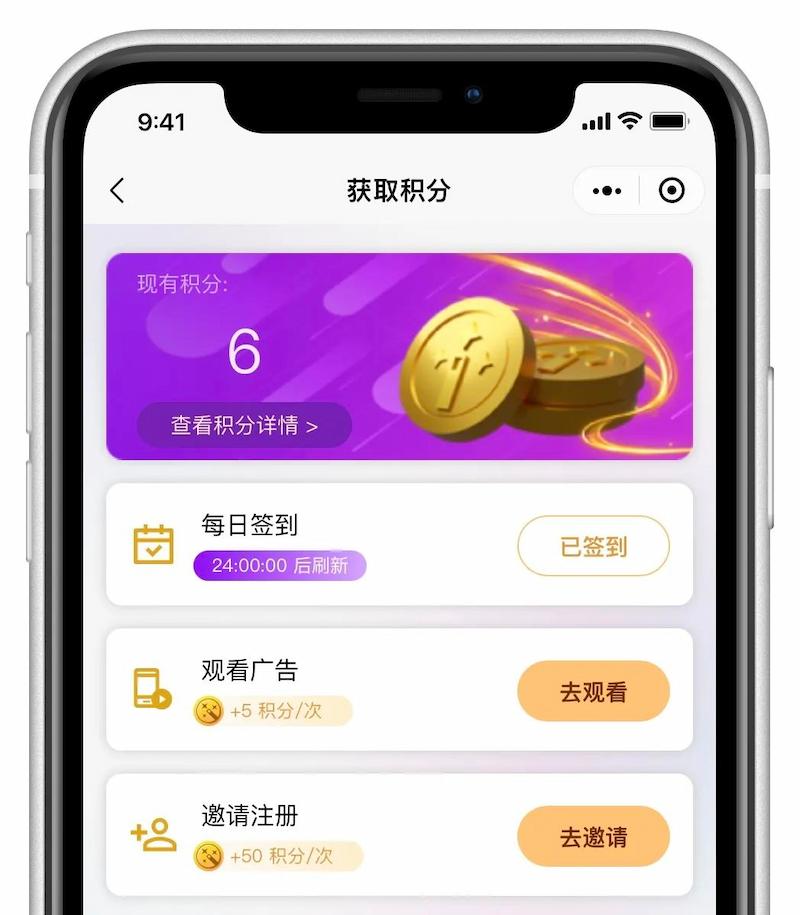 9:41
获取积分
现有积分:
6
查看积分详情 >
每日签到
24:00:00 后刷新
已签到
观看广告
+5 积分/次
去观看
邀请注册
+50 积分/次
去邀请